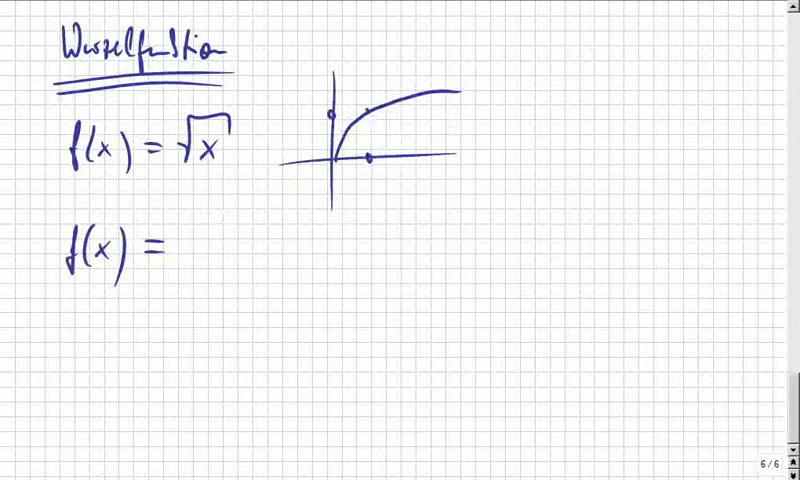 Wurzelfunktion
f(x) = √x
f(x) =
6/6